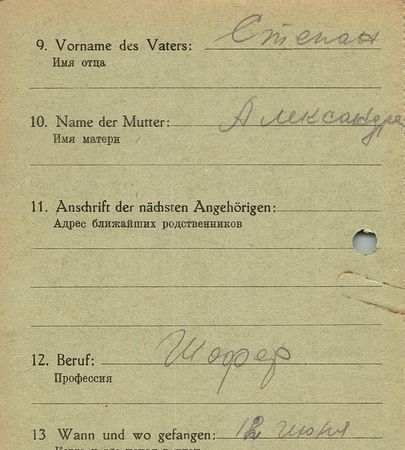 9. Vorname des Vaters: Степан
Имя отца
10. Name der Mutter: Александра
Имя матери
11. Anschrift der nächsten Angehörigen:
Адрес ближайших родственников
12. Beruf: Шофер
Профессия
13 Wann und wo gefangen: 12 июня